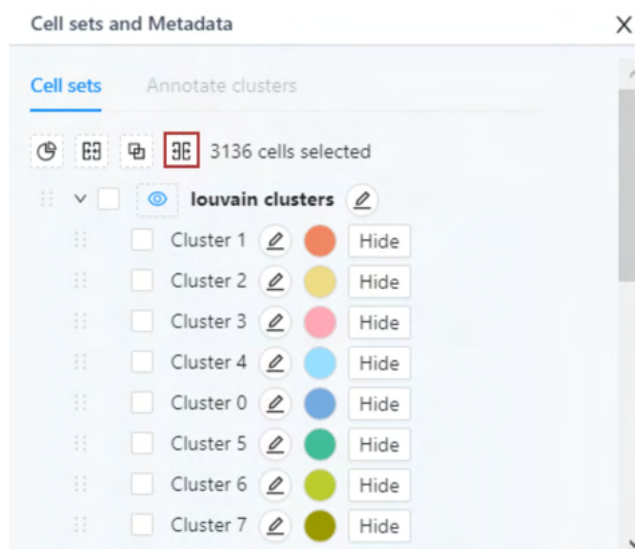 Cell sets and Metadata X
Cell sets Annotate clusters
3136 cells selected
louvain clusters
Cluster 1 Hide
Cluster 2 Hide
Cluster 3 Hide
Cluster 4 Hide
Cluster 0 Hide
Cluster 5 Hide
Cluster 6 Hide
Cluster 7 Hide